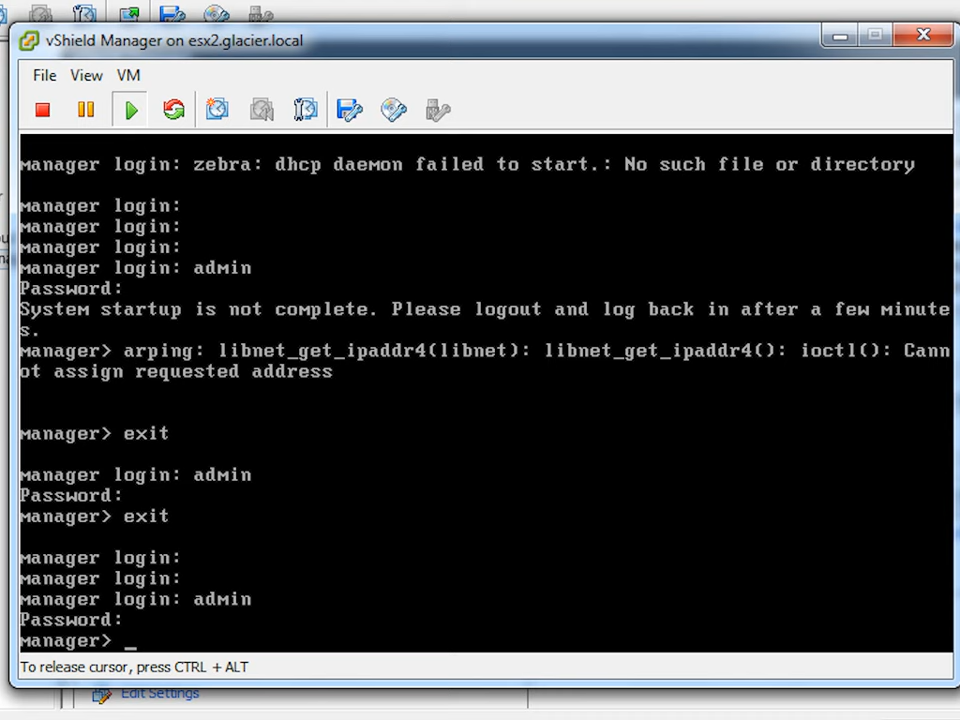 vShield Manager on esx2.glacier.local
File View VM
manager login: zebra: dhcp daemon failed to start.: No such file or directory
manager login:
manager login:
manager login:
manager login: admin
Password:
System startup is not complete. Please logout and log back in after a few minute
s.
manager> arping: libnet_get_ipaddr4(libnet): libnet_get_ipaddr4(): ioctl(): Cann
ot assign requested address
manager> exit
manager login: admin
Password:
manager> exit
manager login:
manager login:
manager login: admin
Password:
manager> _
To release cursor, press CTRL + ALT
Edit Settings